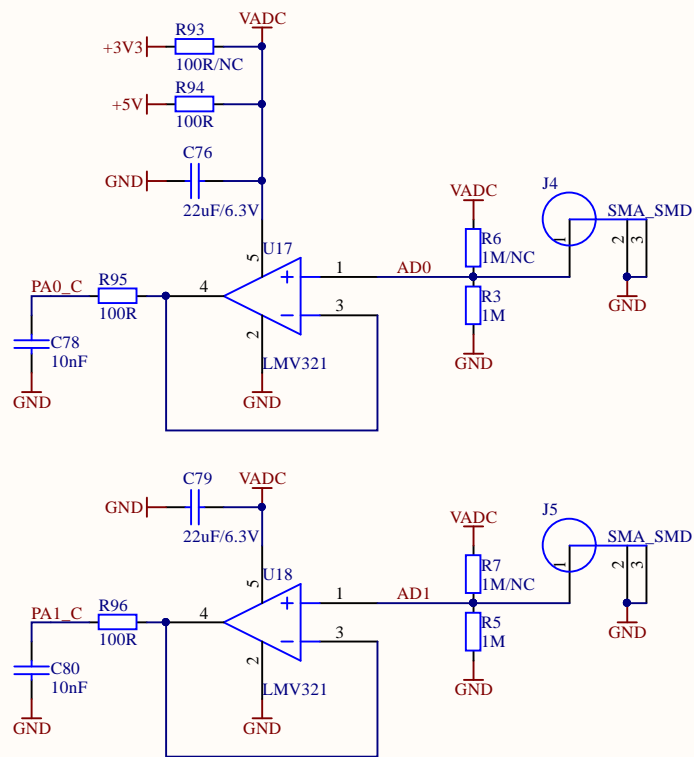 VADC
R93
+3V3
100R/NC
R94
+5V
100R
C76
GND
22uF/6.3V
J4
VADC
SMA_SMD
1
2
3
U17
R6
1M/NC
5
1
AD0
PA0_C
R95
4
GND
100R
3
R3
1M
C78
10nF
2
LMV321
GND
GND
GND
C79
VADC
GND
22uF/6.3V
J5
VADC
SMA_SMD
1
2
3
U18
R7
1M/NC
5
1
AD1
PA1_C
R96
4
GND
100R
3
R5
1M
C80
10nF
2
LMV321
GND
GND
GND